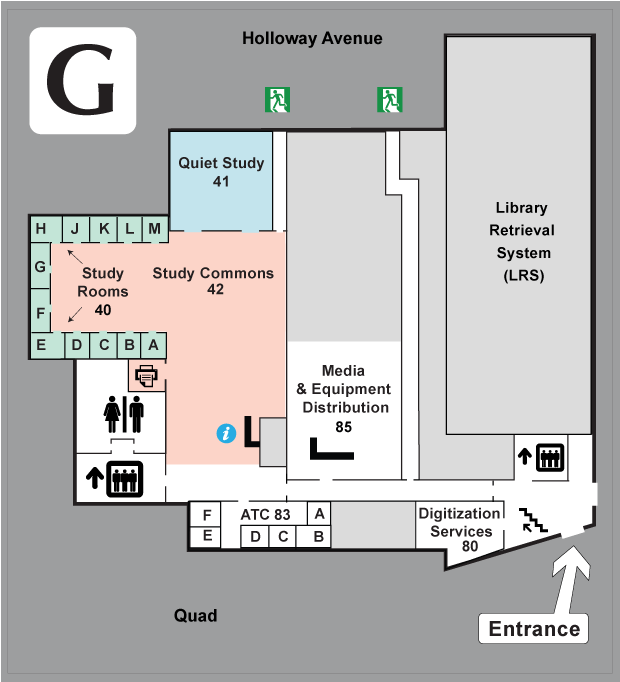 G
Holloway Avenue
Quiet Study
41
Library
Retrieval
System
(LRS)
H
J
K
L
M
G
F
E
D
C
B
A
Study
Rooms
40
Study Commons
42
Media
& Equipment
Distribution
85
i
F
E
ATC 83
A
D
C
B
Digitization
Services
80
Quad
Entrance